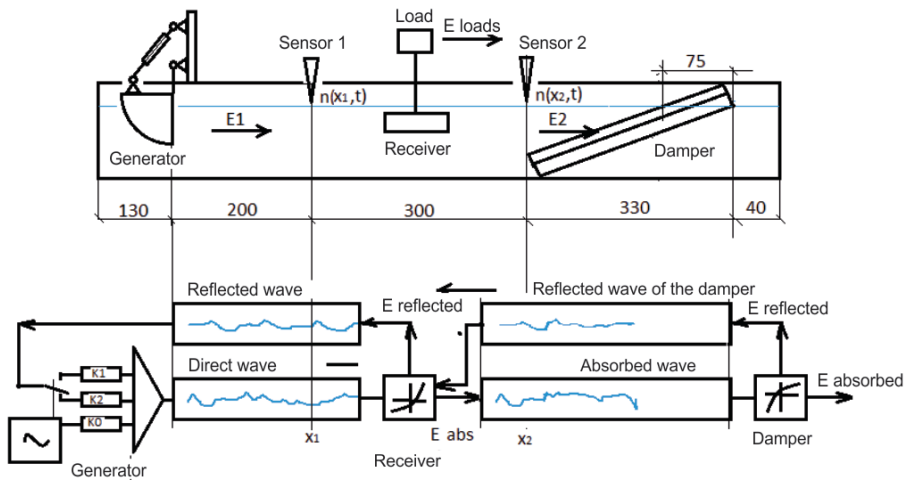 Load
E loads
Sensor 1
Sensor 2
75
n(x₁,t)
n(x₂,t)
E1
E2
Generator
Receiver
Damper
130
200
300
330
40
Reflected wave
E reflected
Reflected wave of the damper
E reflected
Direct wave
Absorbed wave
K1
K2
K0
E absorbed
x₁
E abs
x₂
Generator
Receiver
Damper